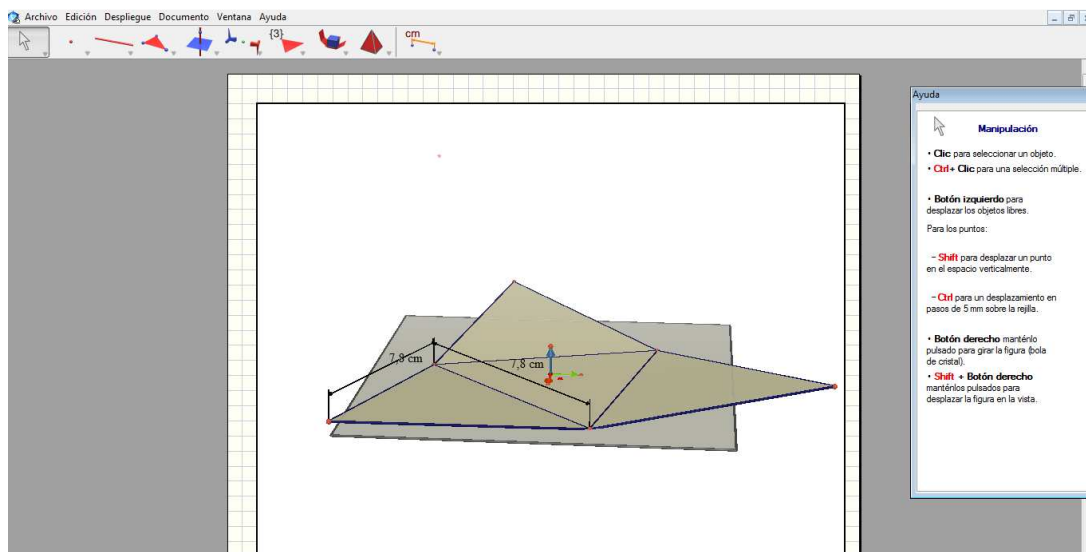 Archivo Edición Despliegue Documento Ventana Ayuda
{3}
cm
Ayuda
Manipulación
• Clic para seleccionar un objeto.
• Ctrl + Clic para una selección múltiple.
• Botón izquierdo para
desplazar los objetos libres.
Para los puntos:
– Shift para desplazar un punto
en el espacio verticalmente.
– Ctrl para un desplazamiento en
pasos de 5 mm sobre la rejilla.
• Botón derecho manténlo
pulsado para girar la figura (bola
de cristal).
• Shift + Botón derecho
manténlos pulsados para
desplazar la figura en la vista.
7,8 cm
7,8 cm